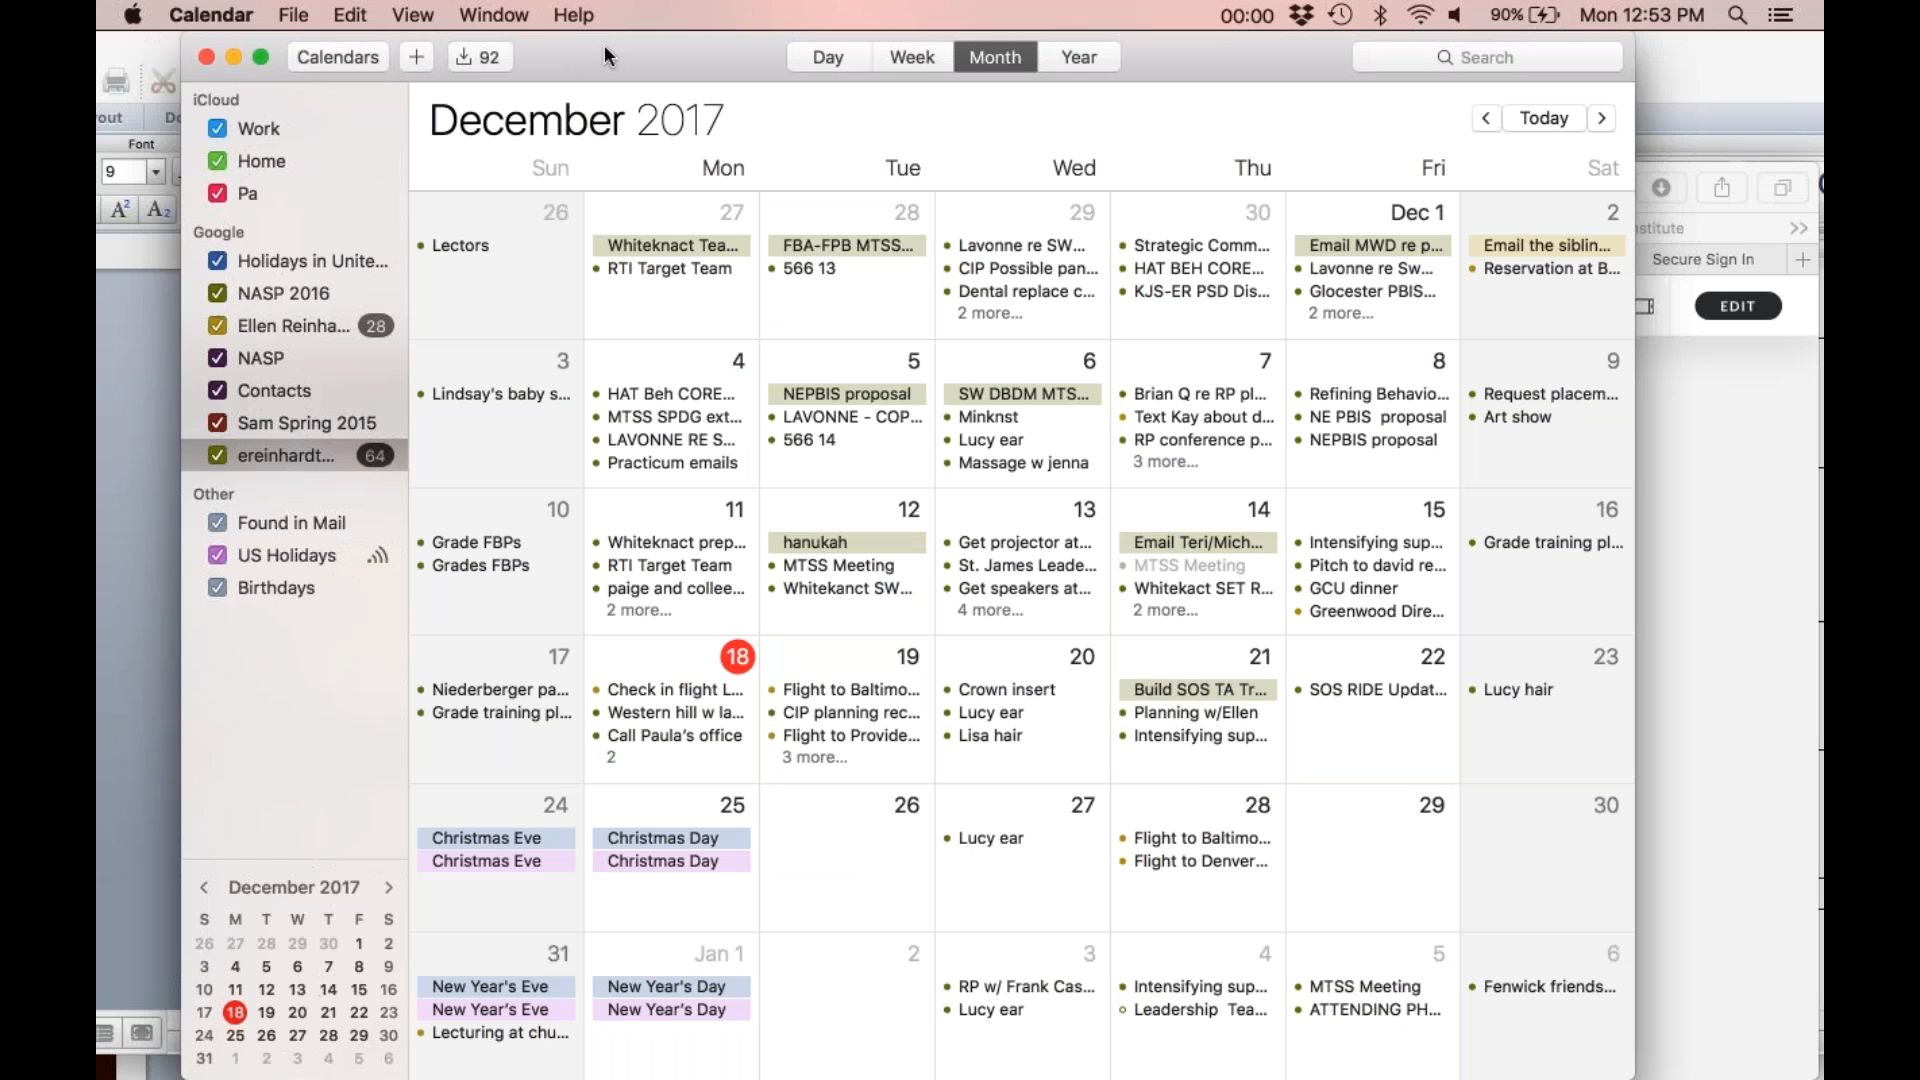 Calendar File Edit View Window Help 00:00 90% Mon 12:53 PM
Calendars + 92 Day Week Month Year Search
iCloud
Work
Home
Pa
Google
Holidays in Unite...
NASP 2016
Ellen Reinha... 28
NASP
Contacts
Sam Spring 2015
ereinhardt... 64
Other
Found in Mail
US Holidays
Birthdays
December 2017
S M T W T F S
26 27 28 29 30 1 2
3 4 5 6 7 8 9
10 11 12 13 14 15 16
17 18 19 20 21 22 23
24 25 26 27 28 29 30
31 1 2 3 4 5 6
December 2017
Today
Sun Mon Tue Wed Thu Fri Sat
26 27 28 29 30 Dec 1 2
Lectors Whiteknact Tea... FBA-FPB MTSS... Lavonne re SW... Strategic Comm... Email MWD re p... Email the siblin...
RTI Target Team 566 13 CIP Possible pan... HAT BEH CORE... Lavonne re Sw... Reservation at B...
Dental replace c... KJS-ER PSD Dis... Glocester PBIS...
2 more... 2 more...
3 4 5 6 7 8 9
Lindsay's baby s... HAT Beh CORE... NEPBIS proposal SW DBDM MTS... Brian Q re RP pl... Refining Behavio... Request placem...
MTSS SPDG ext... LAVONNE - COP... Minknst Text Kay about d... NE PBIS proposal Art show
LAVONNE RE S... 566 14 Lucy ear RP conference p... NEPBIS proposal
Practicum emails Massage w jenna 3 more...
10 11 12 13 14 15 16
Grade FBPs Whiteknact prep... hanukah Get projector at... Email Teri/Mich... Intensifying sup... Grade training pl...
Grades FBPs RTI Target Team MTSS Meeting St. James Leade... MTSS Meeting Pitch to david re...
paige and collee... Whitekanct SW... Get speakers at... Whitekact SET R... GCU dinner
2 more... 4 more... 2 more... Greenwood Dire...
17 18 19 20 21 22 23
Niederberger pa... Check in flight L... Flight to Baltimo... Crown insert Build SOS TA Tr... SOS RIDE Updat... Lucy hair
Grade training pl... Western hill w la... CIP planning rec... Lucy ear Planning w/Ellen
Call Paula's office Flight to Provide... Lisa hair Intensifying sup...
2 3 more...
24 25 26 27 28 29 30
Christmas Eve Christmas Day Lucy ear Flight to Baltimo...
Christmas Eve Christmas Day Flight to Denver...
31 Jan 1 2 3 4 5 6
New Year's Eve New Year's Day RP w/ Frank Cas... Intensifying sup... MTSS Meeting Fenwick friends...
New Year's Eve New Year's Day Lucy ear Leadership Tea... ATTENDING PH...
Lecturing at chu...
out
Font
9
A2 A2
stitute
Secure Sign In +
EDIT